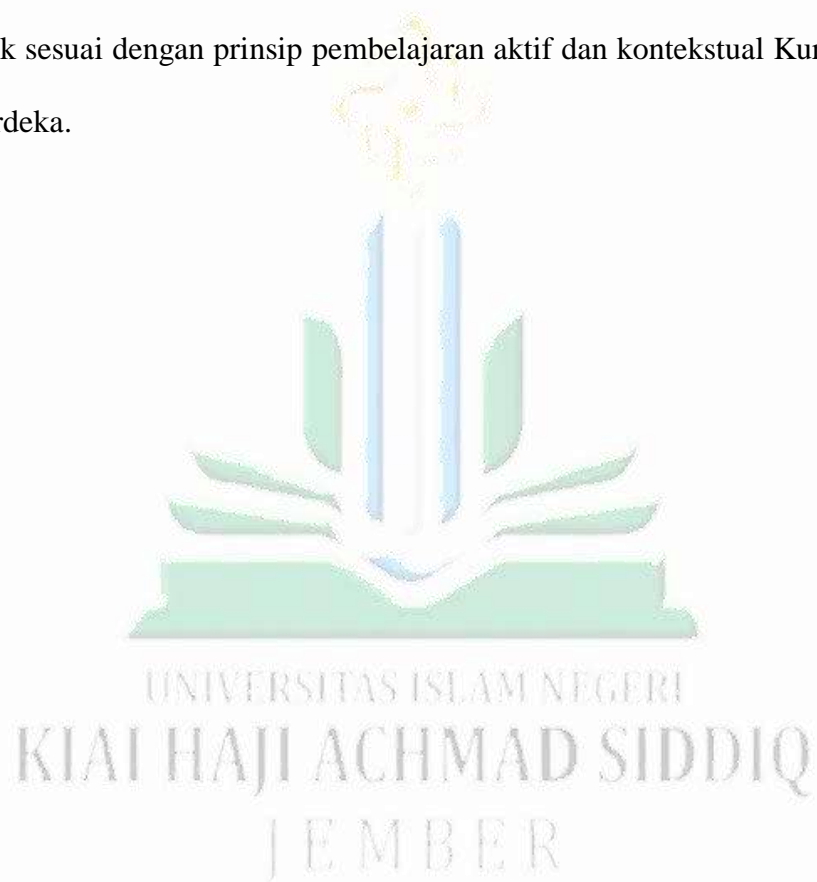 k sesuai dengan prinsip pembelajaran aktif dan kontekstual Kur
rdeka.
UNIVERSITAS ISLAM NEGERI
KIAI HAJI ACHMAD SIDDIQ
JEMBER